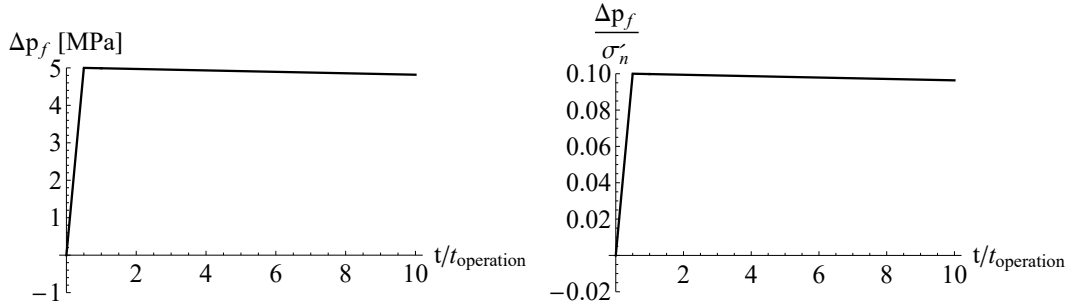 Δp_f [MPa]
5
4
3
2
1
−1
2 4 6 8 10
t/t_operation
Δp_f
σ′_n
0.10
0.08
0.06
0.04
0.02
−0.02
2 4 6 8 10
t/t_operation